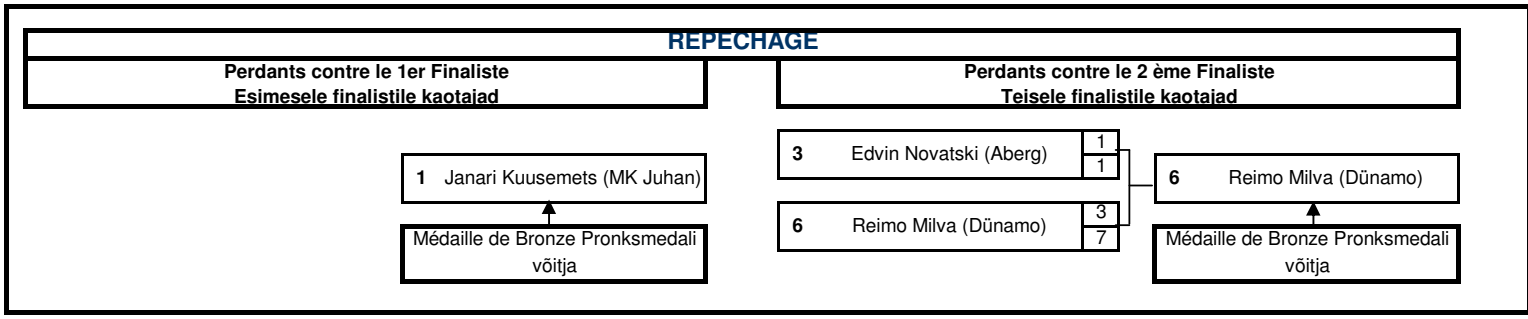 REPECHAGE
Perdants contre le 1er Finaliste
Esimesele finalistile kaotajad
Perdants contre le 2 ème Finaliste
Teisele finalistile kaotajad
1 Janari Kuusemets (MK Juhan)
Médaille de Bronze Pronksmedali
võitja
3 Edvin Novatski (Aberg) 1
1
6 Reimo Milva (Dünamo) 3
7
6 Reimo Milva (Dünamo)
Médaille de Bronze Pronksmedali
võitja